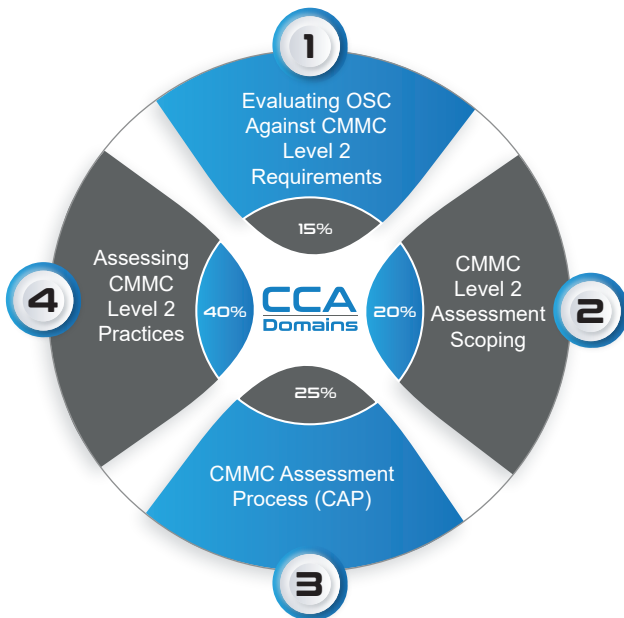 1
Evaluating OSC
Against CMMC
Level 2
Requirements
15%
4
Assessing
CMMC
Level 2
Practices
40%
CCA
Domains
20%
CMMC
Level 2
Assessment
Scoping
2
25%
CMMC Assessment
Process (CAP)
3